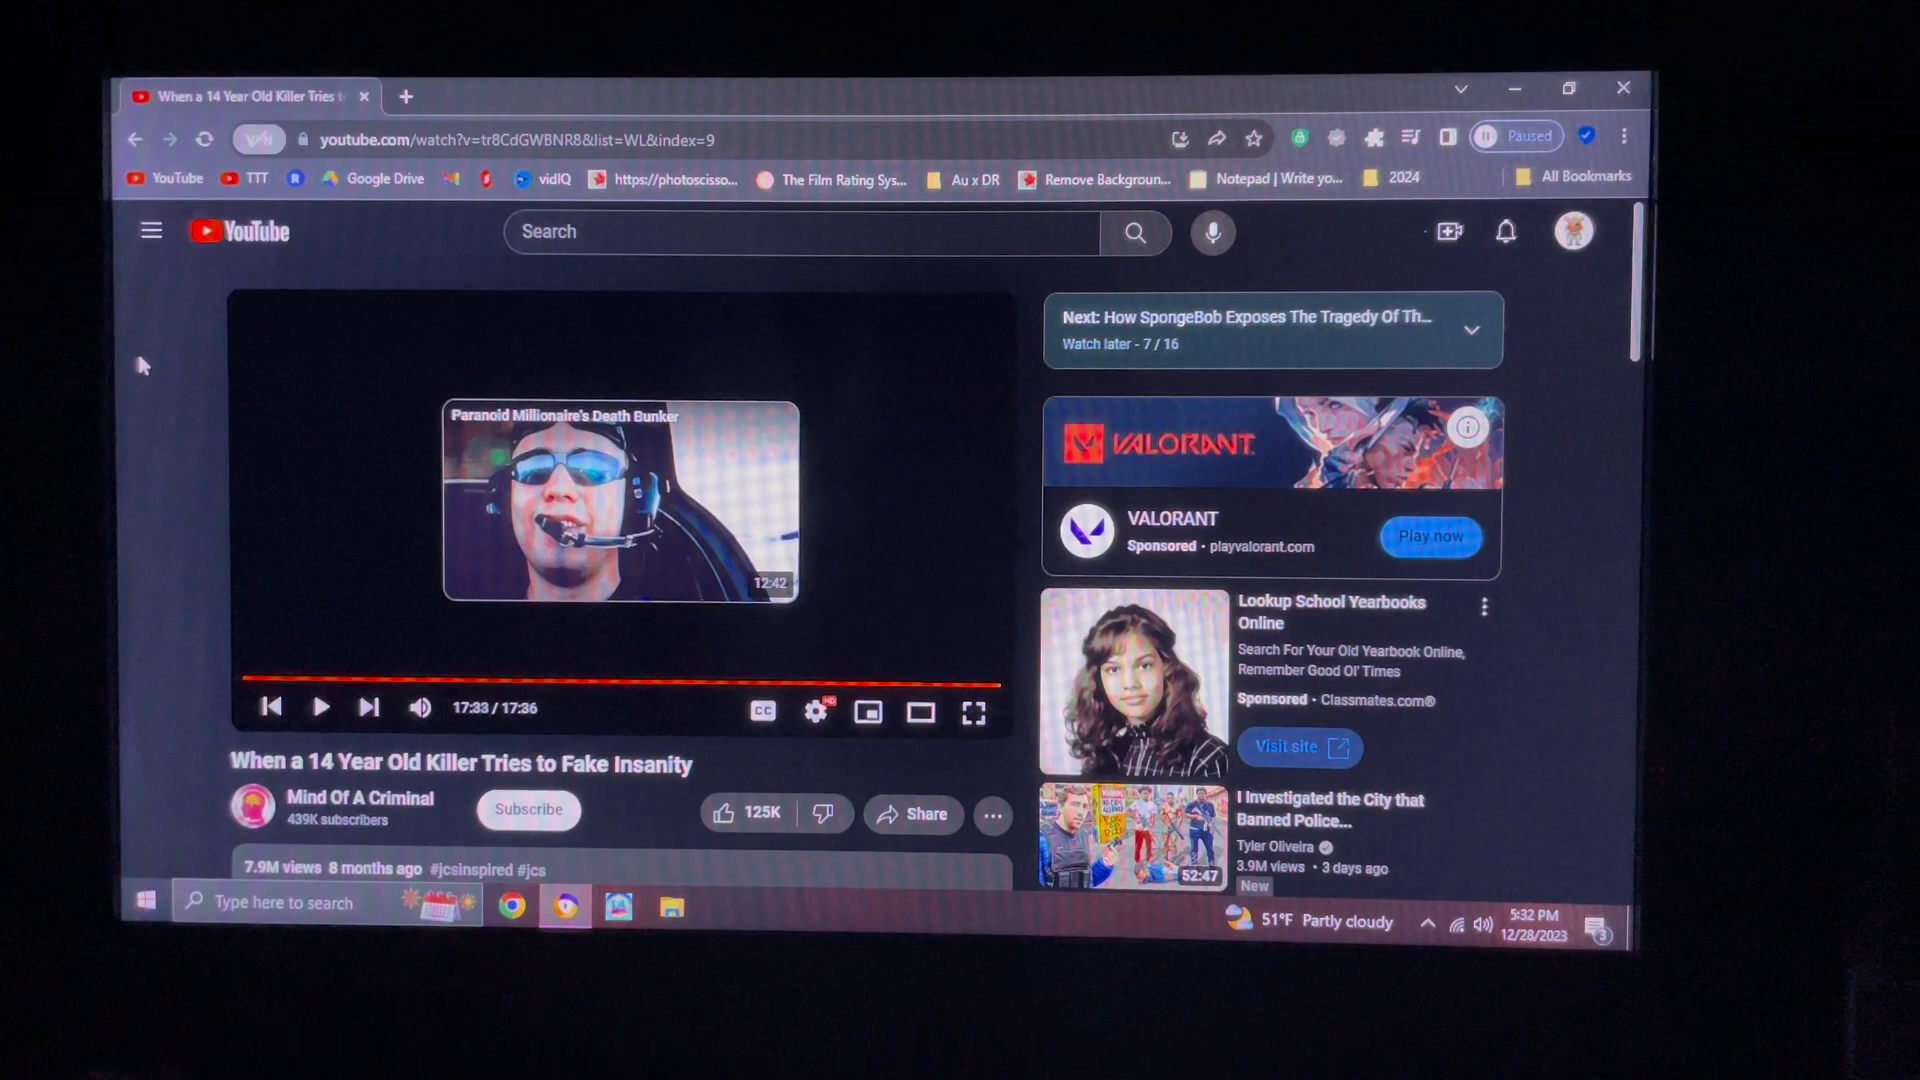 When a 14 Year Old Killer Tries t
VPN
youtube.com/watch?v=tr8CdGWBNR8&list=WL&index=9
Paused
YouTube
TTT
R
Google Drive
vidIQ
https://photoscisso...
The Film Rating Sys...
Au x DR
Remove Backgroun...
Notepad | Write yo...
2024
All Bookmarks
YouTube
Search
Next: How SpongeBob Exposes The Tragedy Of Th...
Watch later - 7 / 16
Paranoid Millionaire's Death Bunker
12:42
VALORANT
VALORANT
Sponsored · playvalorant.com
Play now
Lookup School Yearbooks
Online
Search For Your Old Yearbook Online,
Remember Good Ol' Times
Sponsored · Classmates.com®
Visit site
17:33 / 17:36
CC
HD
When a 14 Year Old Killer Tries to Fake Insanity
Mind Of A Criminal
439K subscribers
Subscribe
125K
Share
7.9M views 8 months ago #jcsinspired #jcs
52:47
I Investigated the City that
Banned Police...
Tyler Oliveira
3.9M views · 3 days ago
New
Type here to search
51°F Partly cloudy
5:32 PM
12/28/2023
3